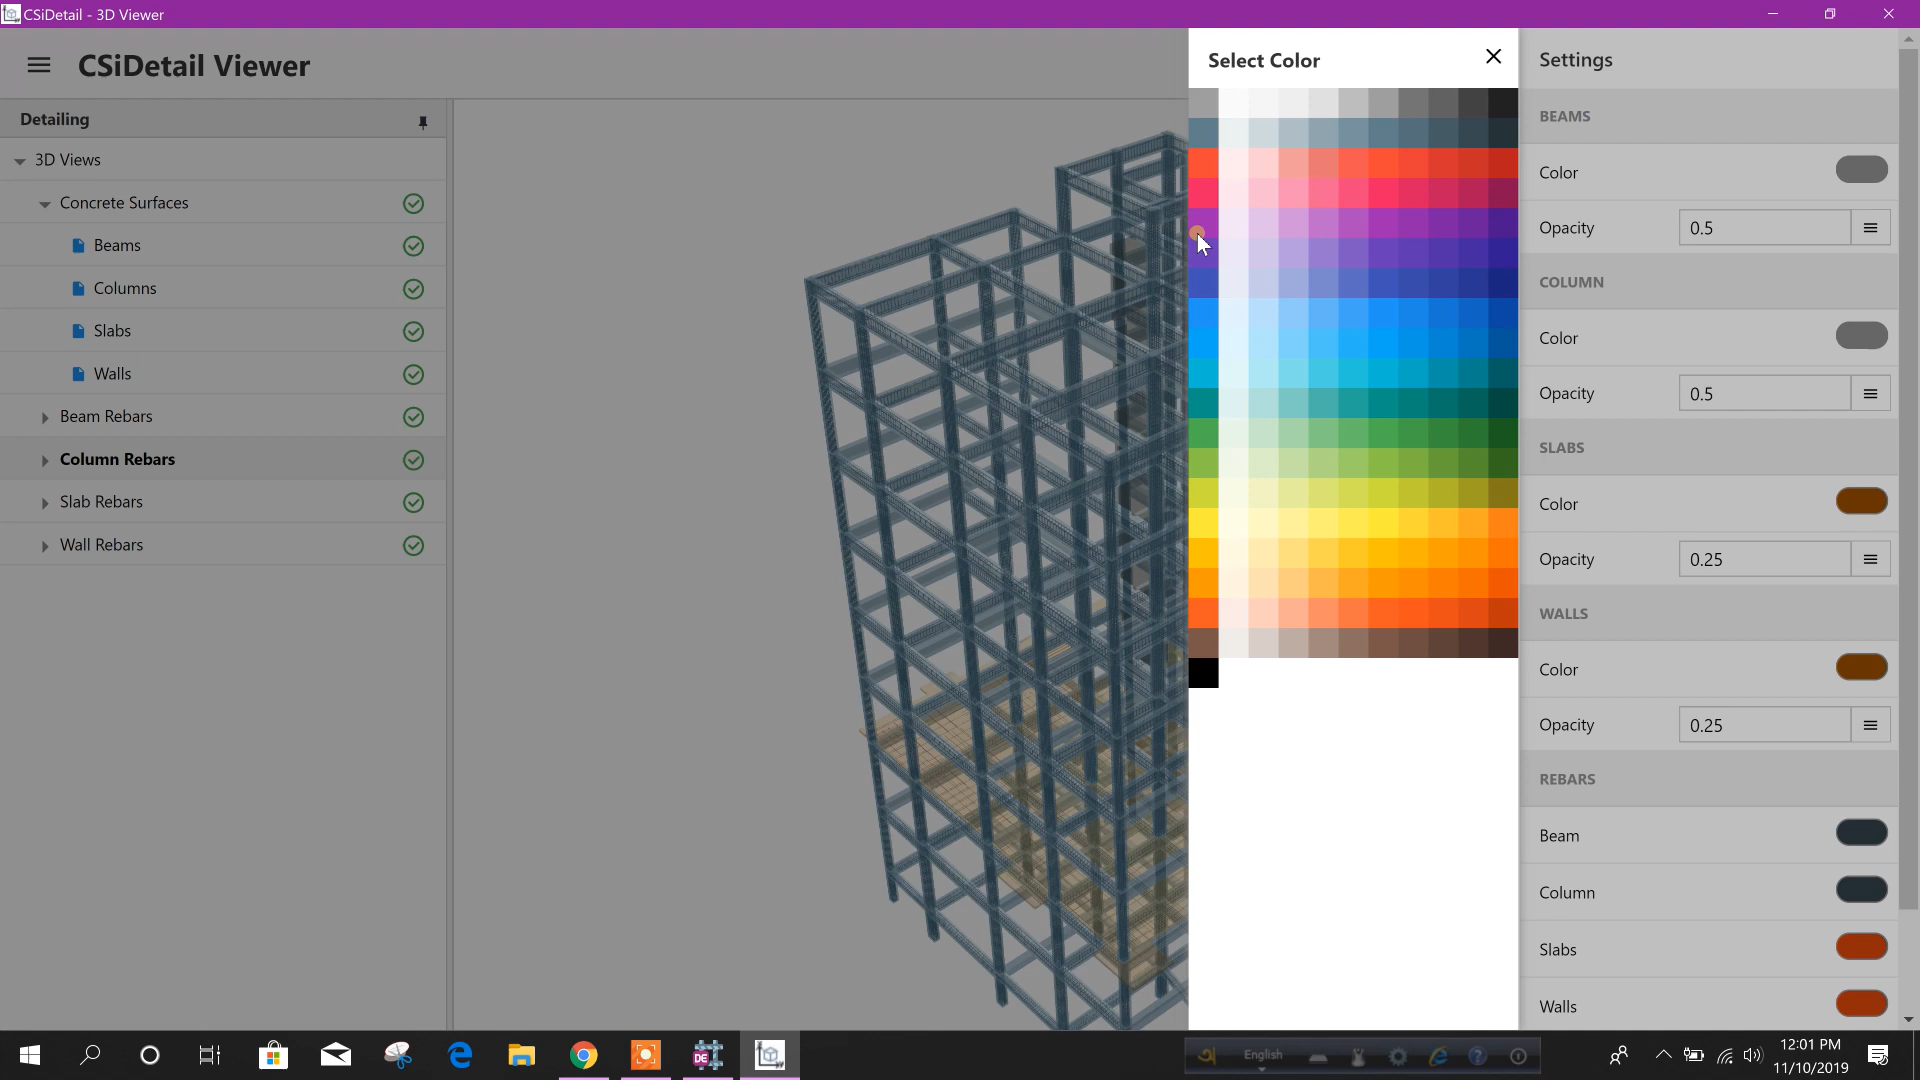 CSiDetail - 3D Viewer
CSiDetail Viewer
Detailing
3D Views
Concrete Surfaces
Beams
Columns
Slabs
Walls
Beam Rebars
Column Rebars
Slab Rebars
Wall Rebars
Select Color
Settings
BEAMS
Color
Opacity 0.5
COLUMN
Color
Opacity 0.5
SLABS
Color
Opacity 0.25
WALLS
Color
Opacity 0.25
REBARS
Beam
Column
Slabs
Walls
DE
অ English
12:01 PM
11/10/2019